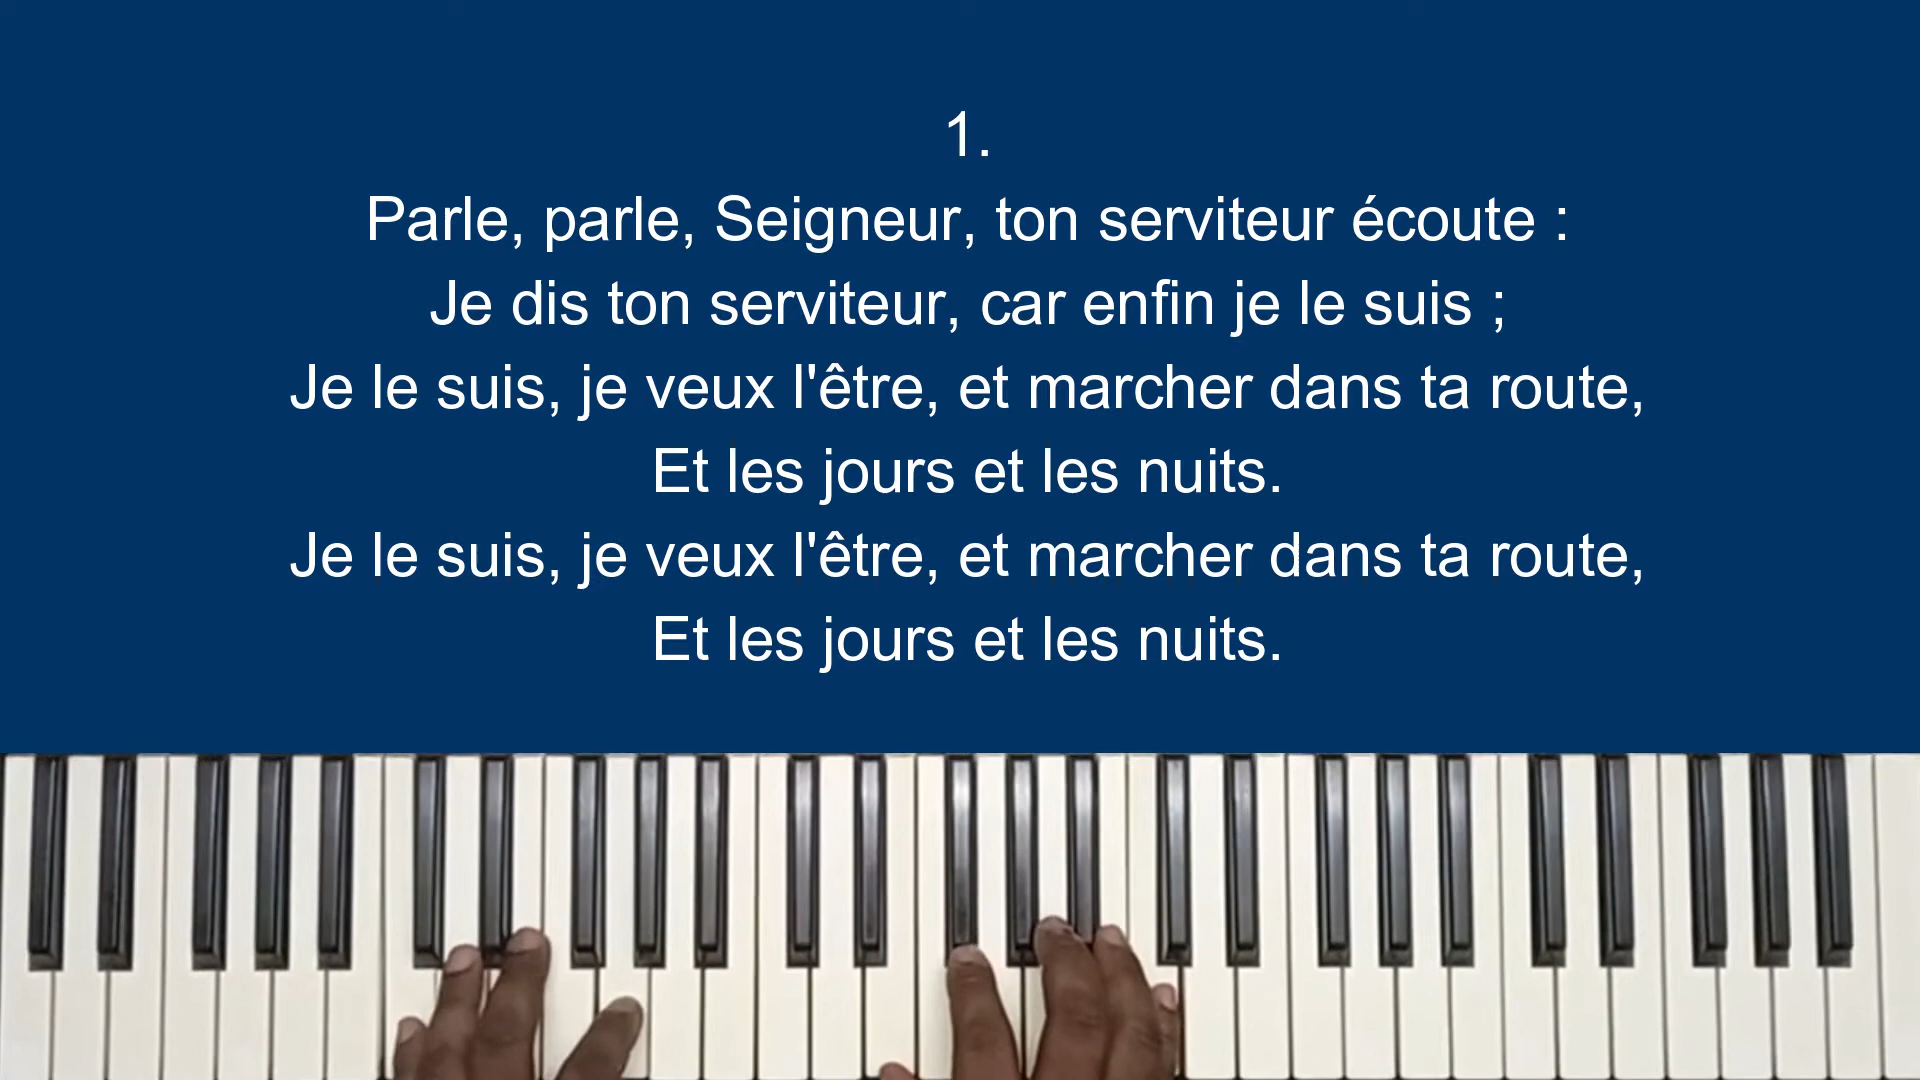 1.
Parle, parle, Seigneur, ton serviteur écoute :
Je dis ton serviteur, car enfin je le suis ;
Je le suis, je veux l'être, et marcher dans ta route,
Et les jours et les nuits.
Je le suis, je veux l'être, et marcher dans ta route,
Et les jours et les nuits.